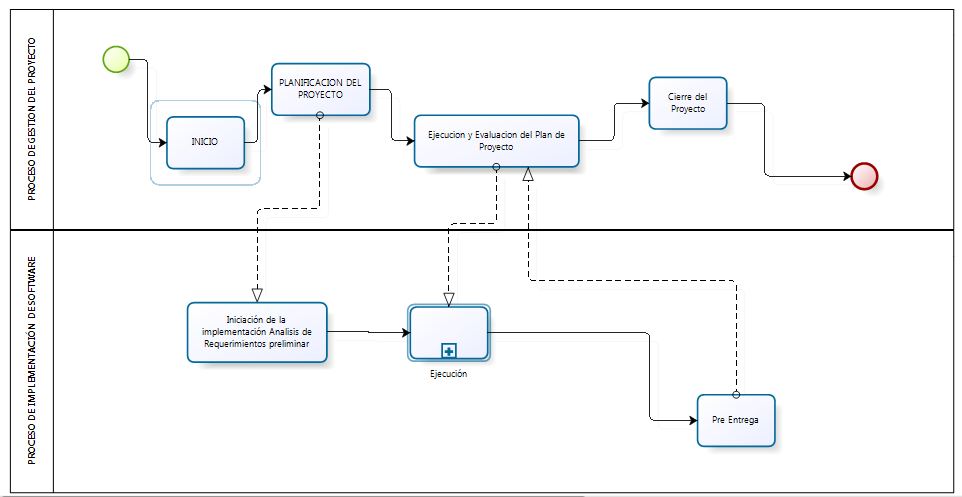 PROCESO DE GESTION DEL PROYECTO
INICIO
PLANIFICACION DEL
PROYECTO
Ejecucion y Evaluacion del Plan de
Proyecto
Cierre del
Proyecto
PROCESO DE IMPLEMENTACIÓN DE SOFTWARE
Iniciación de la
implementación Analisis de
Requerimientos preliminar
Ejecución
Pre Entrega